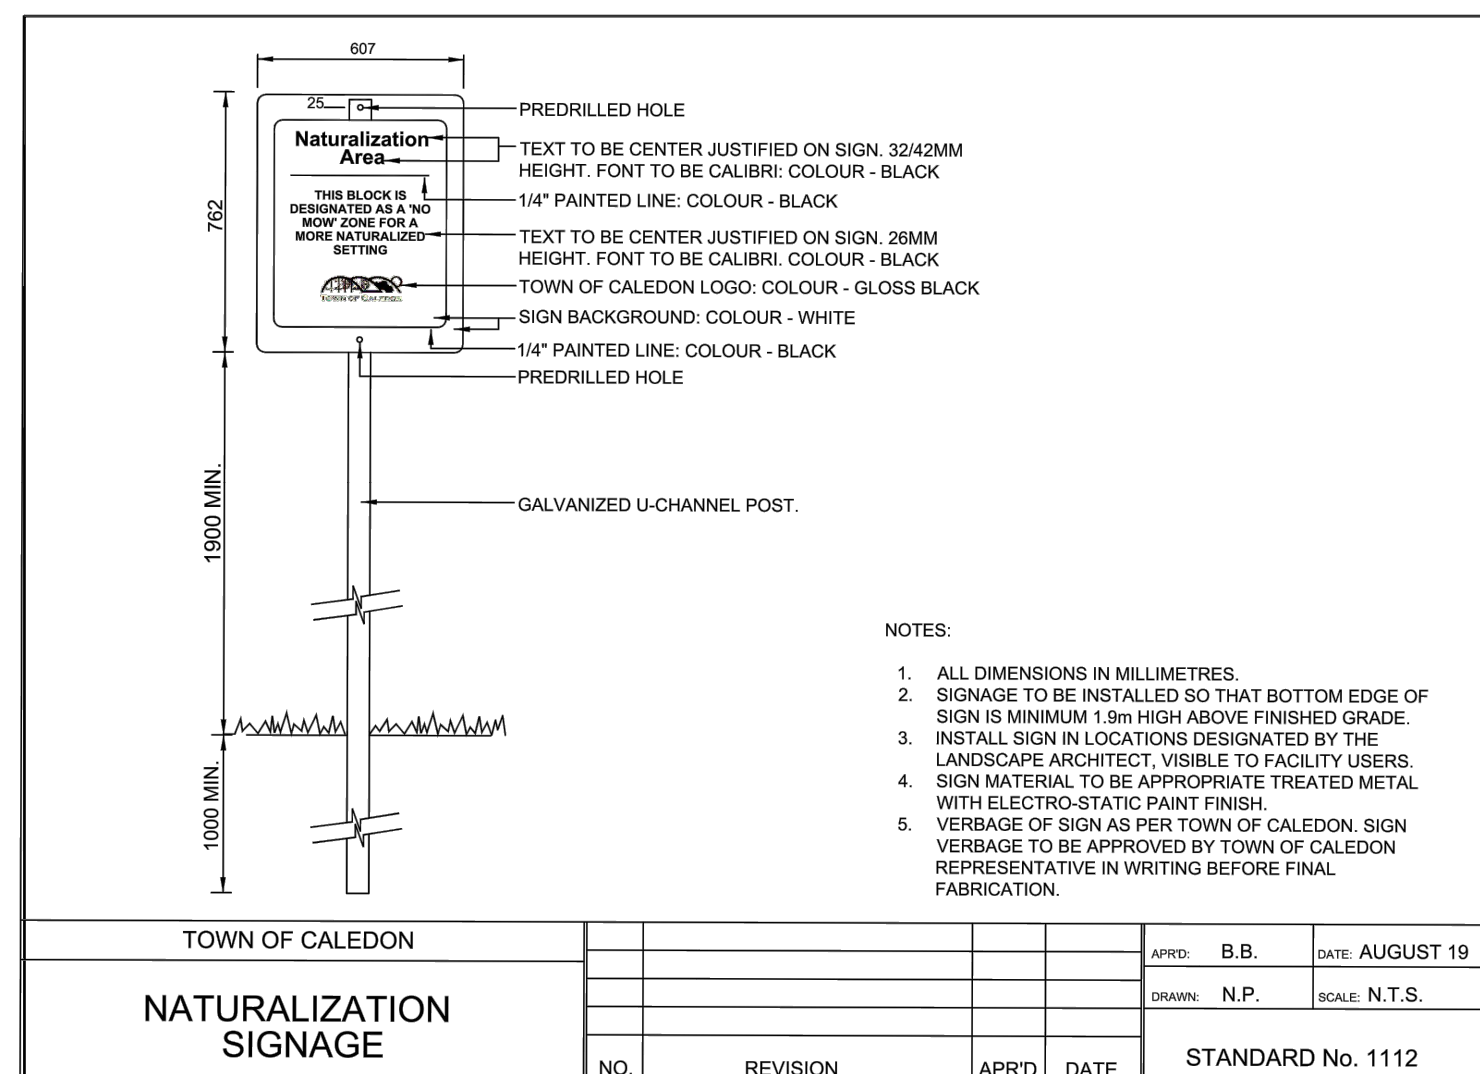 607
25
PREDRILLED HOLE
Naturalization
Area
TEXT TO BE CENTER JUSTIFIED ON SIGN. 32/42MM
HEIGHT. FONT TO BE CALIBRI: COLOUR - BLACK
1/4" PAINTED LINE: COLOUR - BLACK
762
THIS BLOCK IS
DESIGNATED AS A 'NO
MOW' ZONE FOR A
MORE NATURALIZED
SETTING
TEXT TO BE CENTER JUSTIFIED ON SIGN. 26MM
HEIGHT. FONT TO BE CALIBRI. COLOUR - BLACK
TOWN OF CALEDON
TOWN OF CALEDON LOGO: COLOUR - GLOSS BLACK
SIGN BACKGROUND: COLOUR - WHITE
1/4" PAINTED LINE: COLOUR - BLACK
PREDRILLED HOLE
1900 MIN.
GALVANIZED U-CHANNEL POST.
1000 MIN.
NOTES:
1. ALL DIMENSIONS IN MILLIMETRES.
2. SIGNAGE TO BE INSTALLED SO THAT BOTTOM EDGE OF
SIGN IS MINIMUM 1.9m HIGH ABOVE FINISHED GRADE.
3. INSTALL SIGN IN LOCATIONS DESIGNATED BY THE
LANDSCAPE ARCHITECT, VISIBLE TO FACILITY USERS.
4. SIGN MATERIAL TO BE APPROPRIATE TREATED METAL
WITH ELECTRO-STATIC PAINT FINISH.
5. VERBAGE OF SIGN AS PER TOWN OF CALEDON. SIGN
VERBAGE TO BE APPROVED BY TOWN OF CALEDON
REPRESENTATIVE IN WRITING BEFORE FINAL
FABRICATION.
TOWN OF CALEDON
NATURALIZATION
SIGNAGE
NO. REVISION APR'D DATE
APR'D: B.B. DATE: AUGUST 19
DRAWN: N.P. SCALE: N.T.S.
STANDARD No. 1112